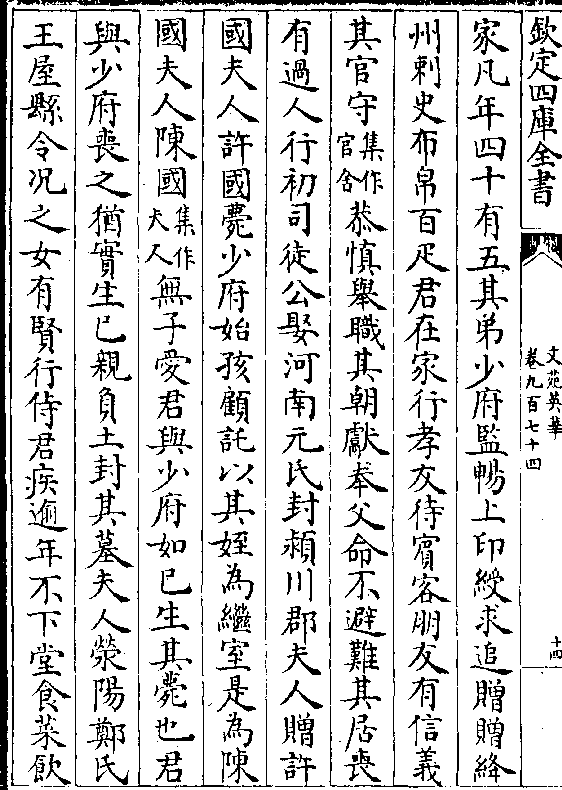 欽定四庫全書
文苑英華
卷九百七十四
十四
家凡年四十有五其弟少府監暢上印綬求追贈贈絳
州刺史布帛百疋君在家行孝友待賓客朋友有信義
其官守集作官舍恭慎舉職其朝獻奉父命不避難其居喪
有過人行初司徒公娶河南元氏封潁川郡夫人贈許
國夫人許國薨少府始孩顧託以其姪為繼室是為陳
國夫人陳國集作夫人無子愛君與少府如已生其薨也君
與少府喪之猶實生已親負土封其墓夫人滎陽鄭氏
王屋縣令况之女有賢行侍君疾逾年不下堂食菜飲